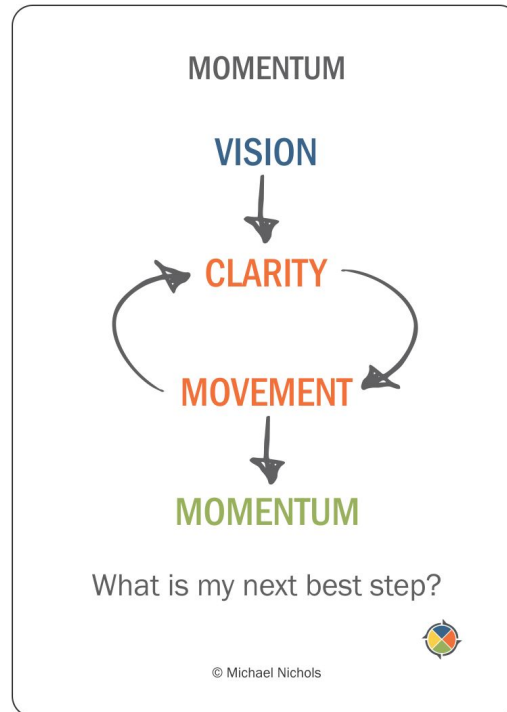 MOMENTUM
VISION
CLARITY
MOVEMENT
MOMENTUM
What is my next best step?
© Michael Nichols